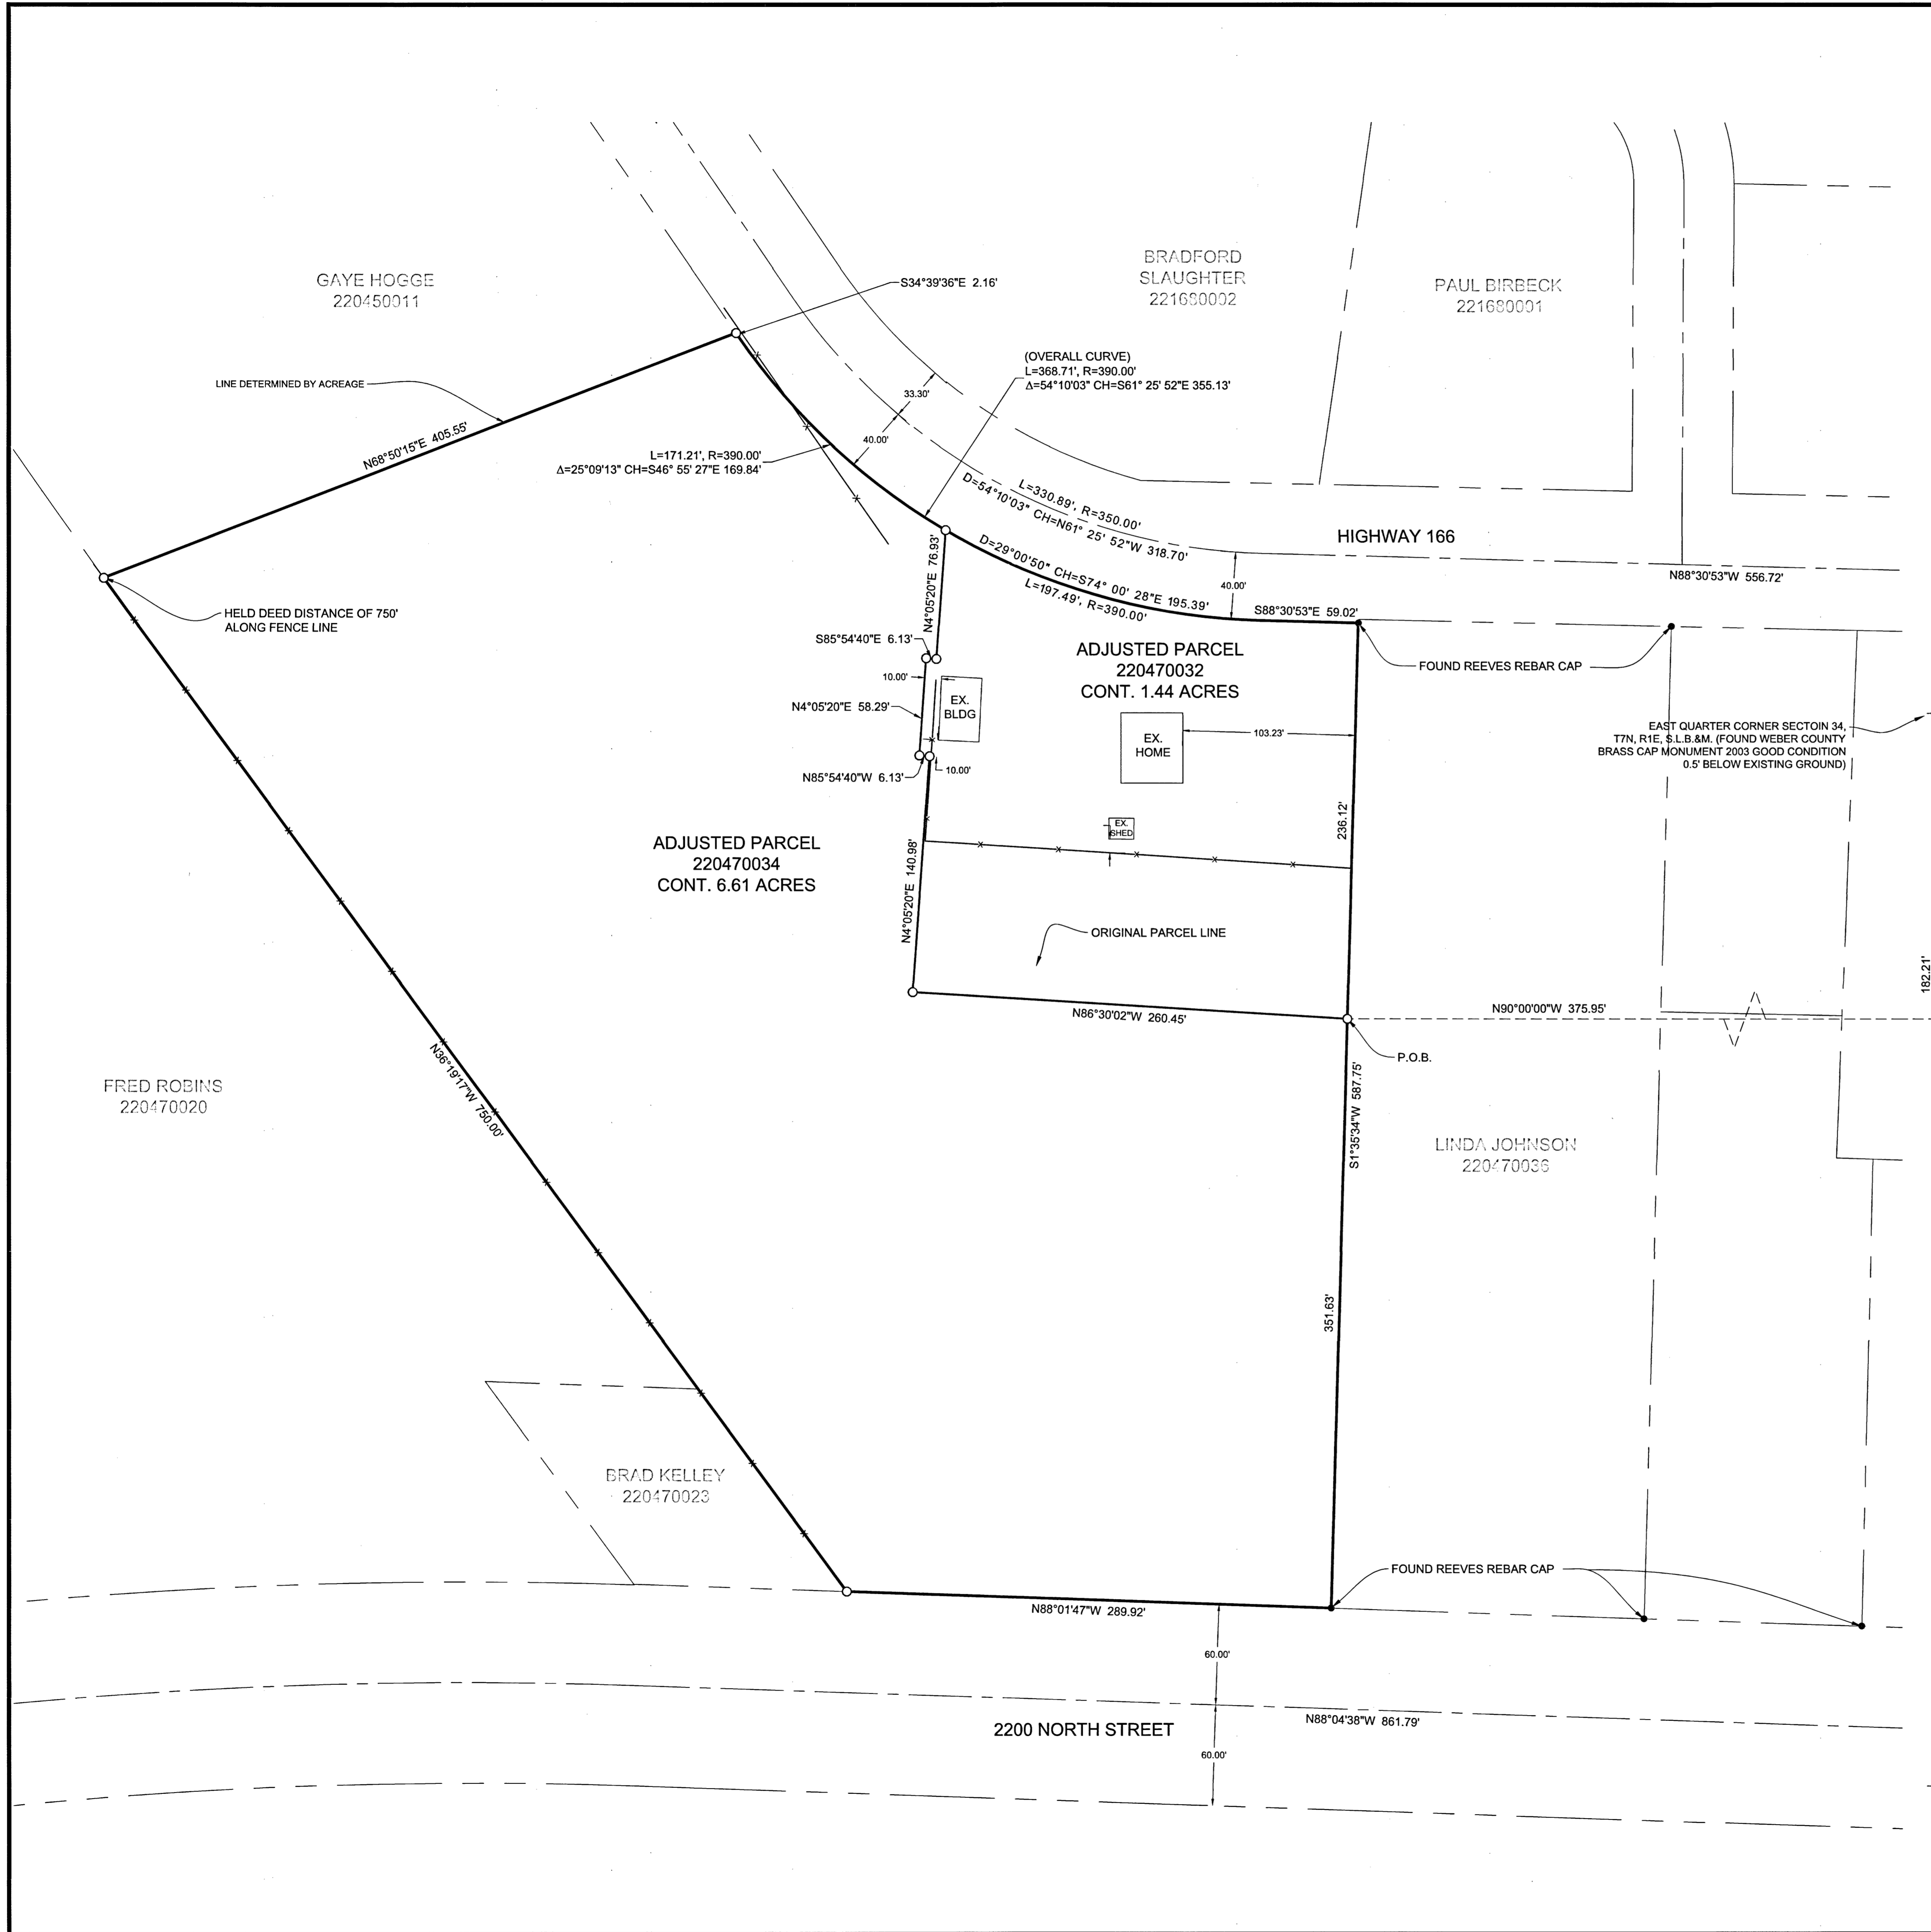 GAYE HOGGE
220450011
BRADFORD
SLAUGHTER
221680002
PAUL BIRBECK
221680001
S34°39'36"E 2.16'
LINE DETERMINED BY ACREAGE
N68°50'15"E 405.55'
(OVERALL CURVE)
L=368.71', R=390.00'
Δ=54°10'03" CH=S61° 25' 52"E 355.13'
33.30'
40.00'
L=171.21', R=390.00'
Δ=25°09'13" CH=S46° 55' 27"E 169.84'
L=330.89', R=350.00'
D=54°10'03" CH=N61° 25' 52"W 318.70'
HIGHWAY 166
N88°30'53"W 556.72'
D=29°00'50" CH=S74° 00' 28"E 195.39'
L=197.49', R=390.00'
40.00'
S88°30'53"E 59.02'
HELD DEED DISTANCE OF 750'
ALONG FENCE LINE
N4°05'20"E 76.93'
S85°54'40"E 6.13'
10.00'
N4°05'20"E 58.29'
EX.
BLDG
N85°54'40"W 6.13'
10.00'
ADJUSTED PARCEL
220470032
CONT. 1.44 ACRES
EX.
HOME
103.23'
FOUND REEVES REBAR CAP
EAST QUARTER CORNER SECTOIN 34,
T7N, R1E, S.L.B.&M. (FOUND WEBER COUNTY
BRASS CAP MONUMENT 2003 GOOD CONDITION
0.5' BELOW EXISTING GROUND)
EX.
SHED
236.12'
ADJUSTED PARCEL
220470034
CONT. 6.61 ACRES
N4°05'20"E 140.98'
ORIGINAL PARCEL LINE
182.21'
N86°30'02"W 260.45'
N90°00'00"W 375.95'
P.O.B.
N36°19'17"W 750.00'
FRED ROBINS
220470020
S1°35'34"W 587.75'
LINDA JOHNSON
220470036
351.63'
BRAD KELLEY
220470023
FOUND REEVES REBAR CAP
N88°01'47"W 289.92'
60.00'
2200 NORTH STREET
N88°04'38"W 861.79'
60.00'